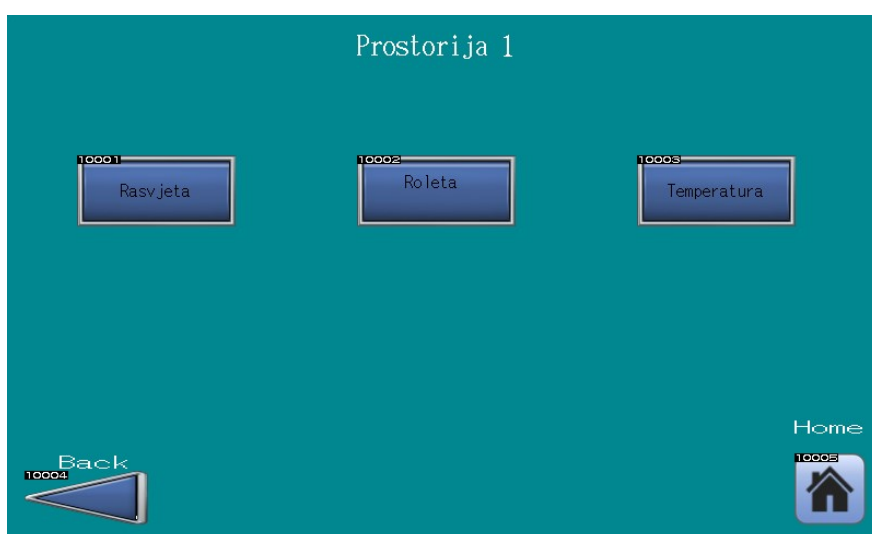 Prostorija 1
10001
Rasvjeta
10002
Roleta
10003
Temperatura
Home
10005
Back
10004